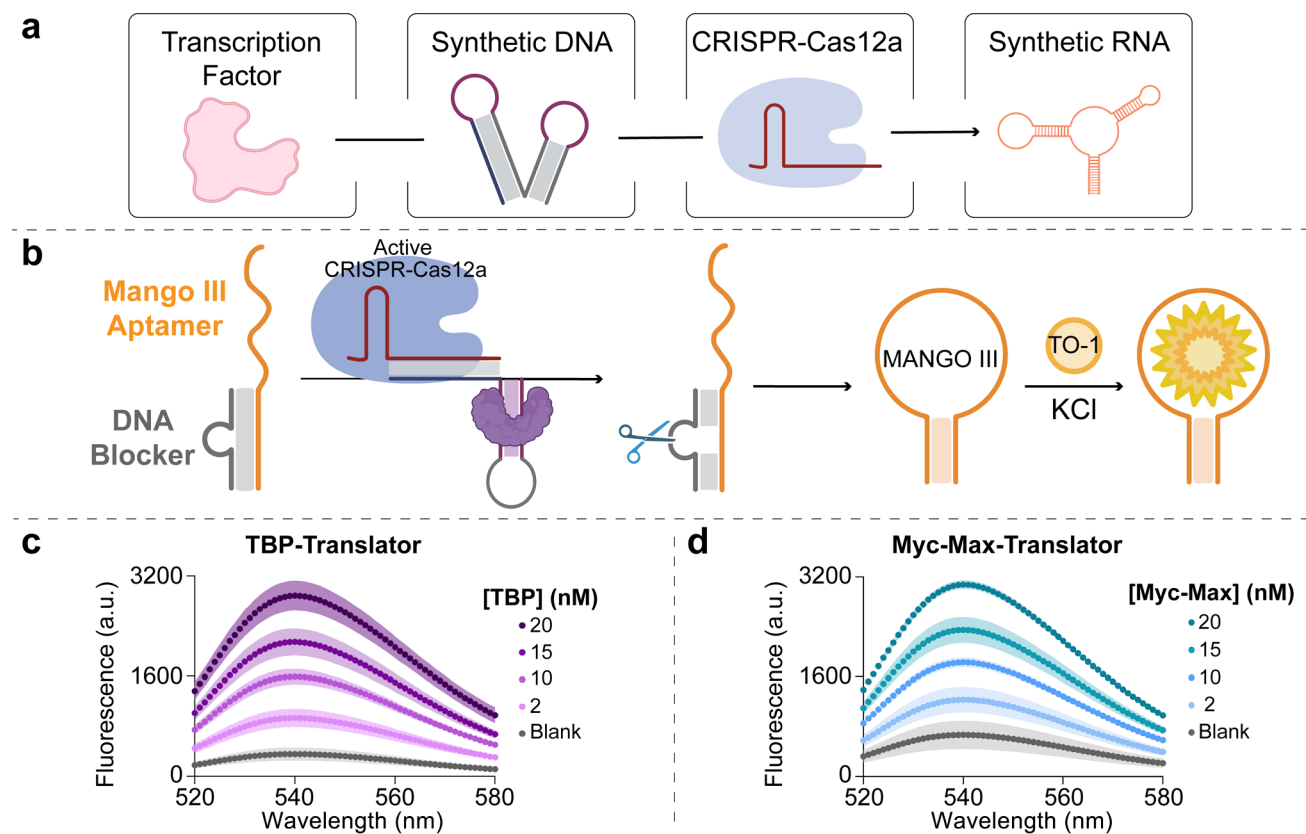 a
Transcription
Factor
Synthetic DNA
CRISPR-Cas12a
Synthetic RNA
b
Mango III
Aptamer
DNA
Blocker
Active
CRISPR-Cas12a
MANGO III
TO-1
KCl
c
TBP-Translator
Fluorescence (a.u.)
3200
1600
0
520
540
560
580
Wavelength (nm)
[TBP] (nM)
20
15
10
2
Blank
d
Myc-Max-Translator
Fluorescence (a.u.)
3200
1600
0
520
540
560
580
Wavelength (nm)
[Myc-Max] (nM)
20
15
10
2
Blank